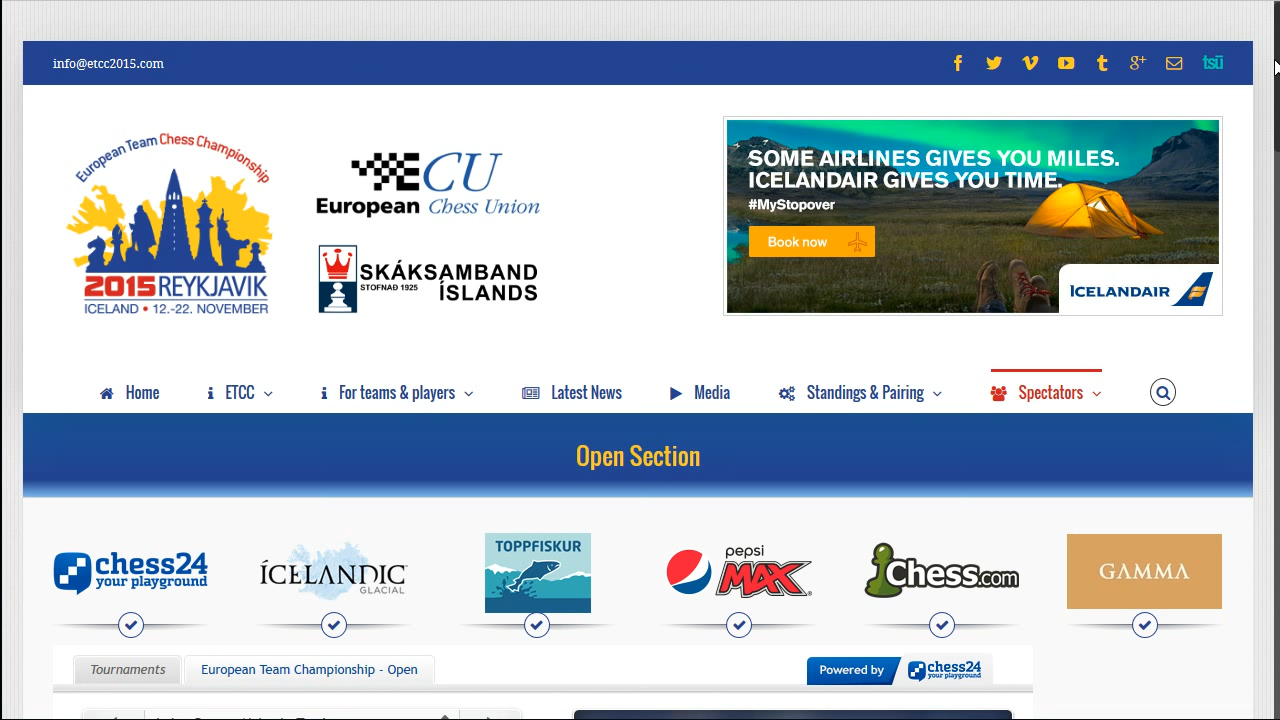 info@etcc2015.com
tsū
European Team Chess Championship
2015 REYKJAVIK
ICELAND • 12.-22. NOVEMBER
ECU
European Chess Union
SKÁKSAMBAND
STOFNAÐ 1925 ÍSLANDS
SOME AIRLINES GIVES YOU MILES.
ICELANDAIR GIVES YOU TIME.
#MyStopover
Book now
ICELANDAIR
Home ETCC For teams & players Latest News Media Standings & Pairing Spectators
Open Section
chess24
your playground
ÍCELANDIC
GLACIAL
TOPPFISKUR
pepsi
MAX
Chess.com
GAMMA
Tournaments European Team Championship - Open Powered by chess24
your playground